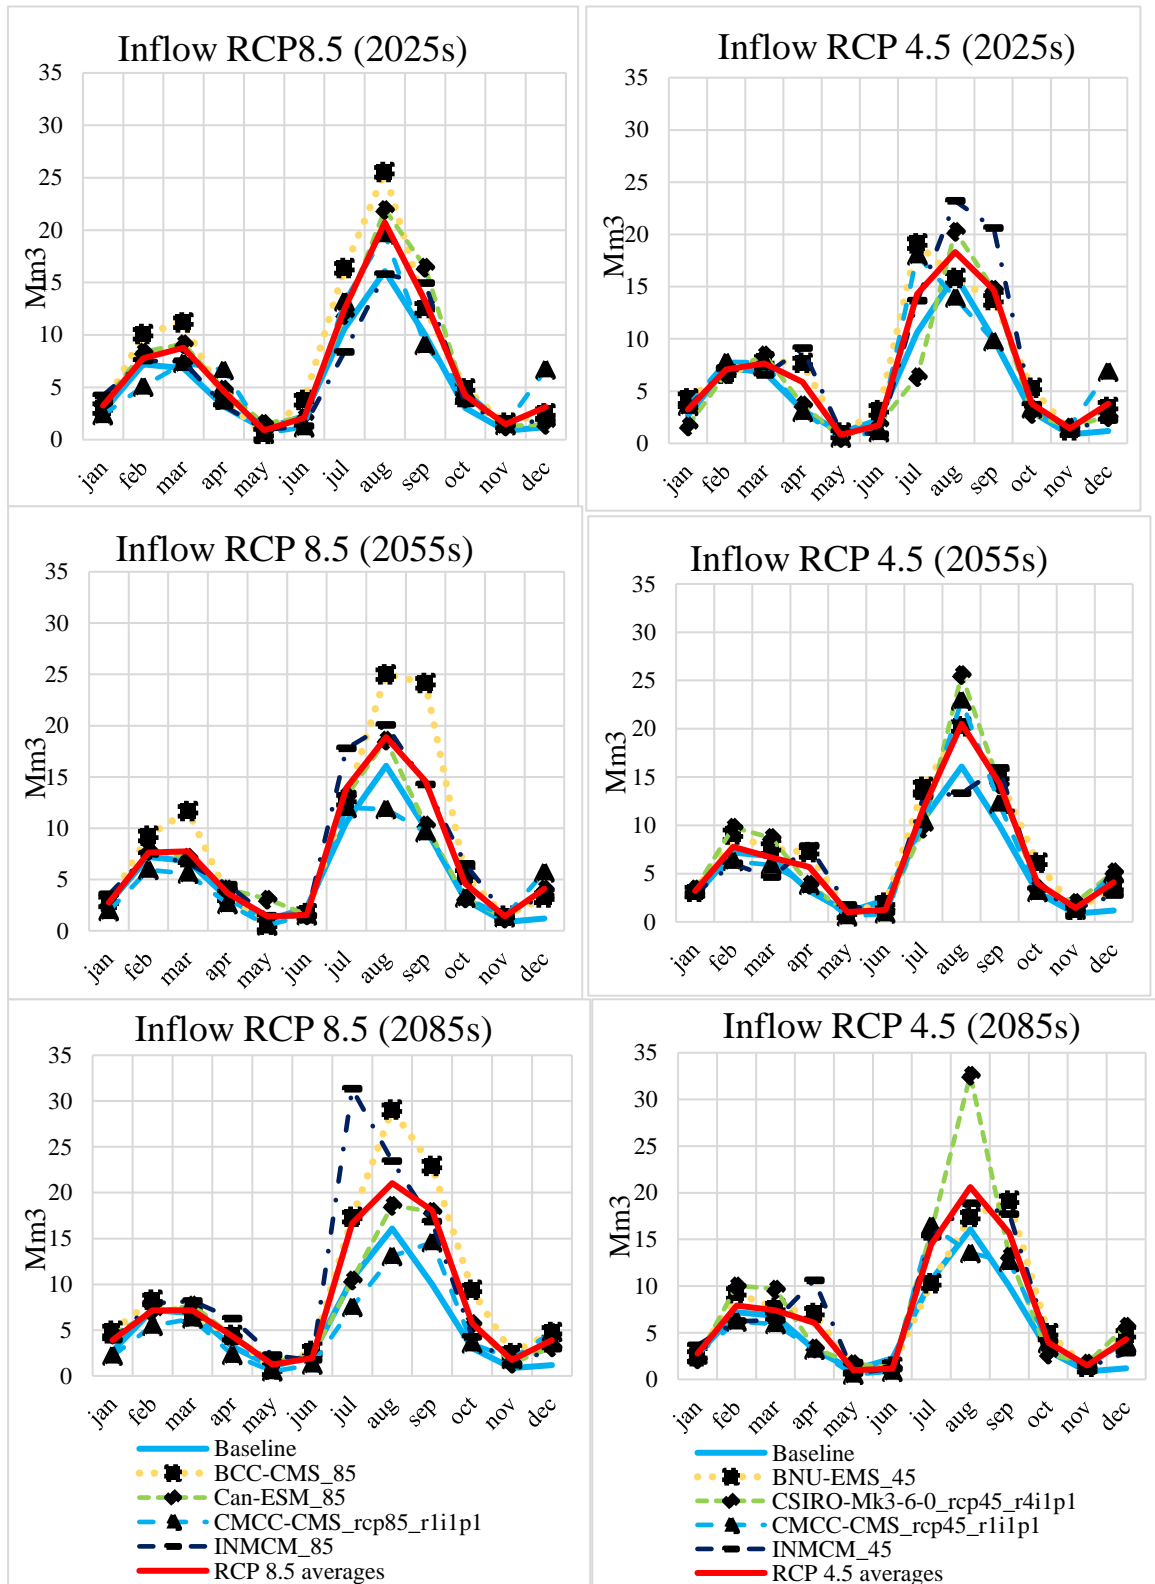 Inflow RCP8.5 (2025s)
35
30
25
20
15
10
5
0
Mm3
jan feb mar apr may jun jul aug sep oct nov dec
Inflow RCP 4.5 (2025s)
35
30
25
20
15
10
5
0
jan feb mar apr may jun jul aug sep oct nov dec
Inflow RCP 8.5 (2055s)
35
30
25
20
15
10
5
0
Mm3
jan feb mar apr may jun jul aug sep oct nov dec
Inflow RCP 4.5 (2055s)
35
30
25
20
15
10
5
0
Mm3
jan feb mar apr may jun jul aug sep oct nov dec
Inflow RCP 8.5 (2085s)
35
30
25
20
15
10
5
0
Mm3
jan feb mar apr may jun jul aug sep oct nov dec
Baseline
BCC-CMS_85
Can-ESM_85
CMCC-CMS_rcp85_r1i1p1
INMCM_85
RCP 8.5 averages
Inflow RCP 4.5 (2085s)
35
30
25
20
15
10
5
0
Mm3
jan feb mar apr may jun jul aug sep oct nov dec
Baseline
BNU-EMS_45
CSIRO-Mk3-6-0_rcp45_r4i1p1
CMCC-CMS_rcp45_r1i1p1
INMCM_45
RCP 4.5 averages